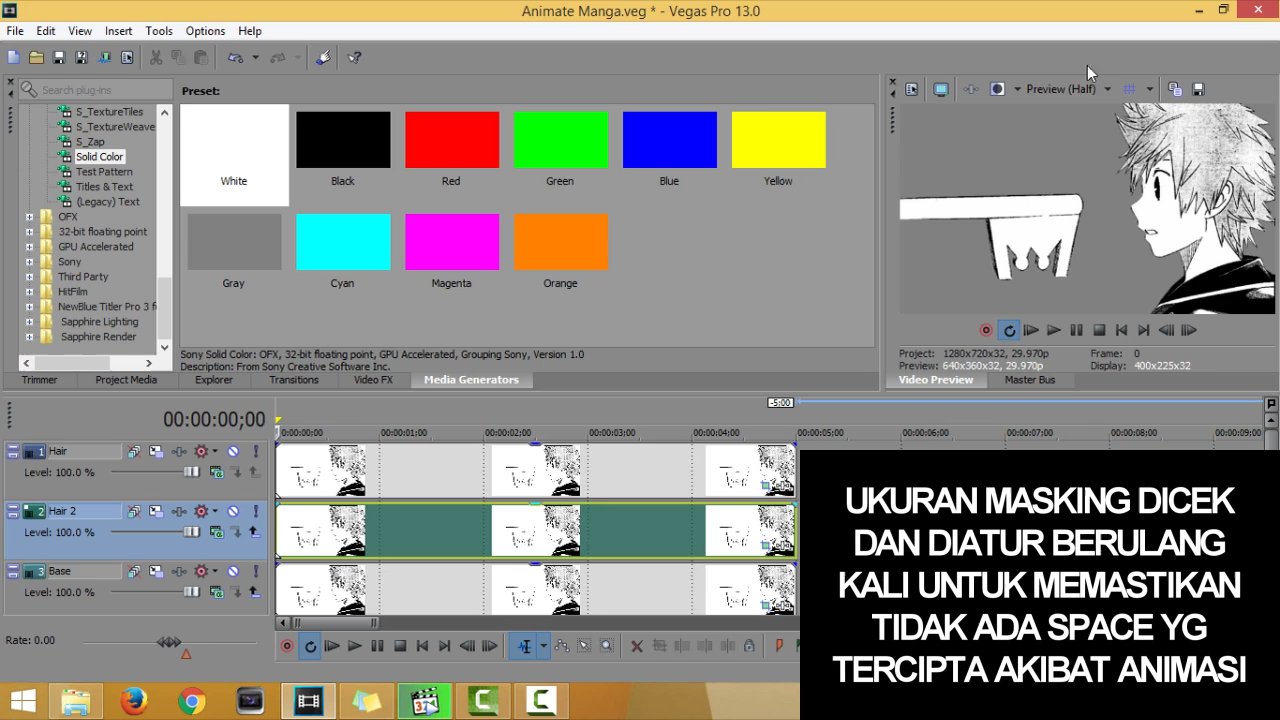 Animate Manga.veg * - Vegas Pro 13.0
File Edit View Insert Tools Options Help
Search plug-ins
Preset:
Preview (Half)
S_TextureTiles
S_TextureWeave
S_Zap
Solid Color
Test Pattern
Titles & Text
(Legacy) Text
OFX
32-bit floating point
GPU Accelerated
Sony
Third Party
HitFilm
NewBlue Titler Pro 3 f
Sapphire Lighting
Sapphire Render
White Black Red Green Blue Yellow
Gray Cyan Magenta Orange
Sony Solid Color: OFX, 32-bit floating point, GPU Accelerated, Grouping Sony, Version 1.0
Description: From Sony Creative Software Inc.
Project: 1280x720x32, 29.970p Frame: 0
Preview: 640x360x32, 29.970p Display: 400x225x32
Trimmer Project Media Explorer Transitions Video FX Media Generators
Video Preview Master Bus
-5:00
00:00:00;00
00:00:00;00 00:00:01;00 00:00:02;00 00:00:03;00 00:00:04;00 00:00:05;00 00:00:06;00 00:00:07;00 00:00:08;00 00:00:09;00
1 Hair
Level: 100.0 %
2 Hair 2
Level: 100.0 %
3 Base
Level: 100.0 %
Rate: 0.00
UKURAN MASKING DICEK
DAN DIATUR BERULANG
KALI UNTUK MEMASTIKAN
TIDAK ADA SPACE YG
TERCIPTA AKIBAT ANIMASI